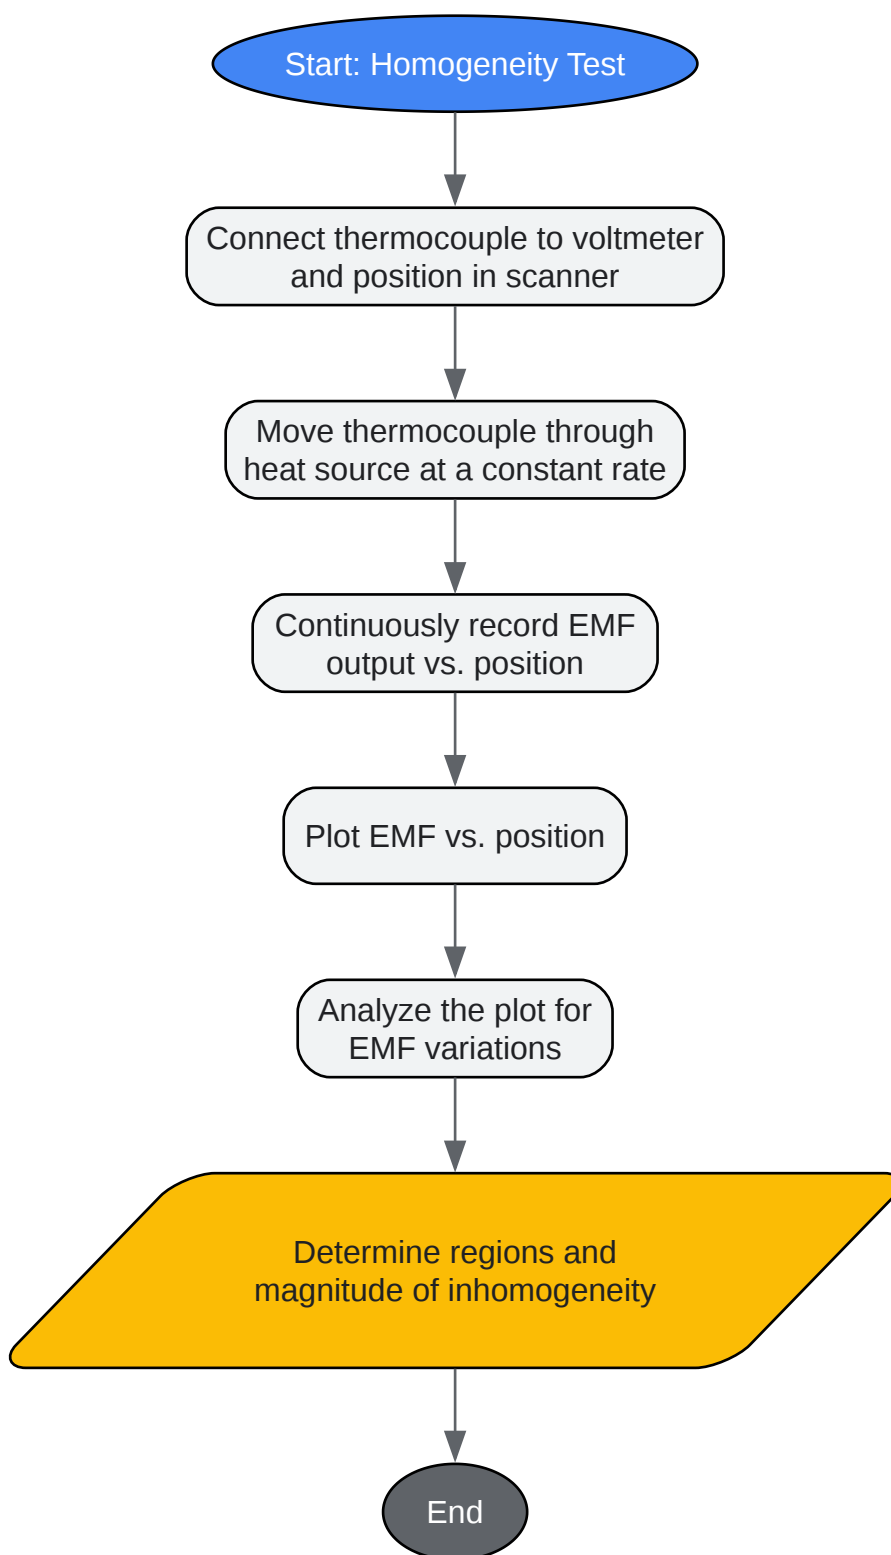 Start: Homogeneity Test
Connect thermocouple to voltmeter
and position in scanner
Move thermocouple through
heat source at a constant rate
Continuously record EMF
output vs. position
Plot EMF vs. position
Analyze the plot for
EMF variations
Determine regions and
magnitude of inhomogeneity
End